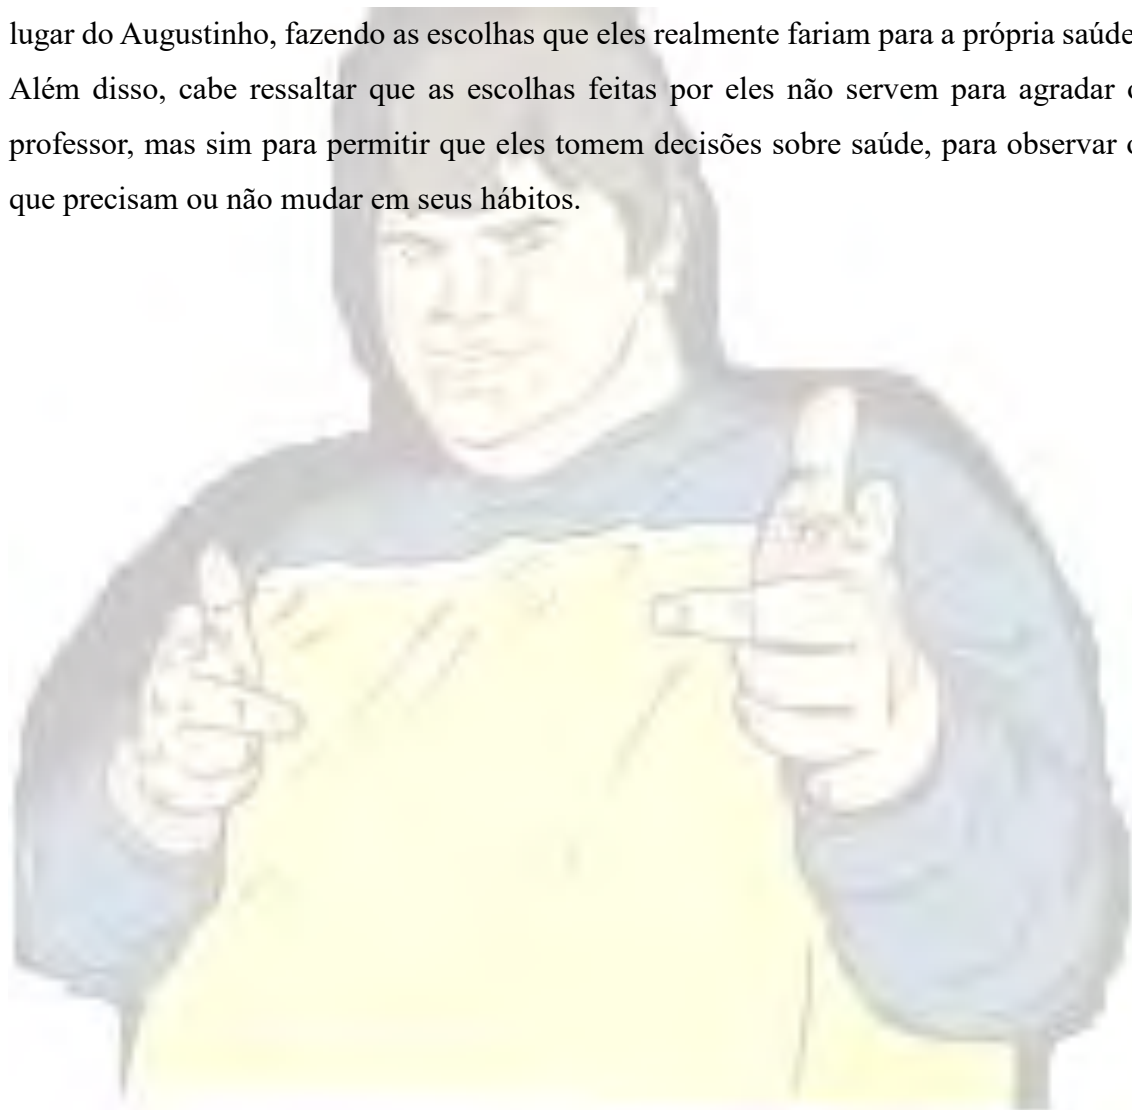 lugar do Augustinho, fazendo as escolhas que eles realmente fariam para a própria saúde
Além disso, cabe ressaltar que as escolhas feitas por eles não servem para agradar o
professor, mas sim para permitir que eles tomem decisões sobre saúde, para observar o
que precisam ou não mudar em seus hábitos.